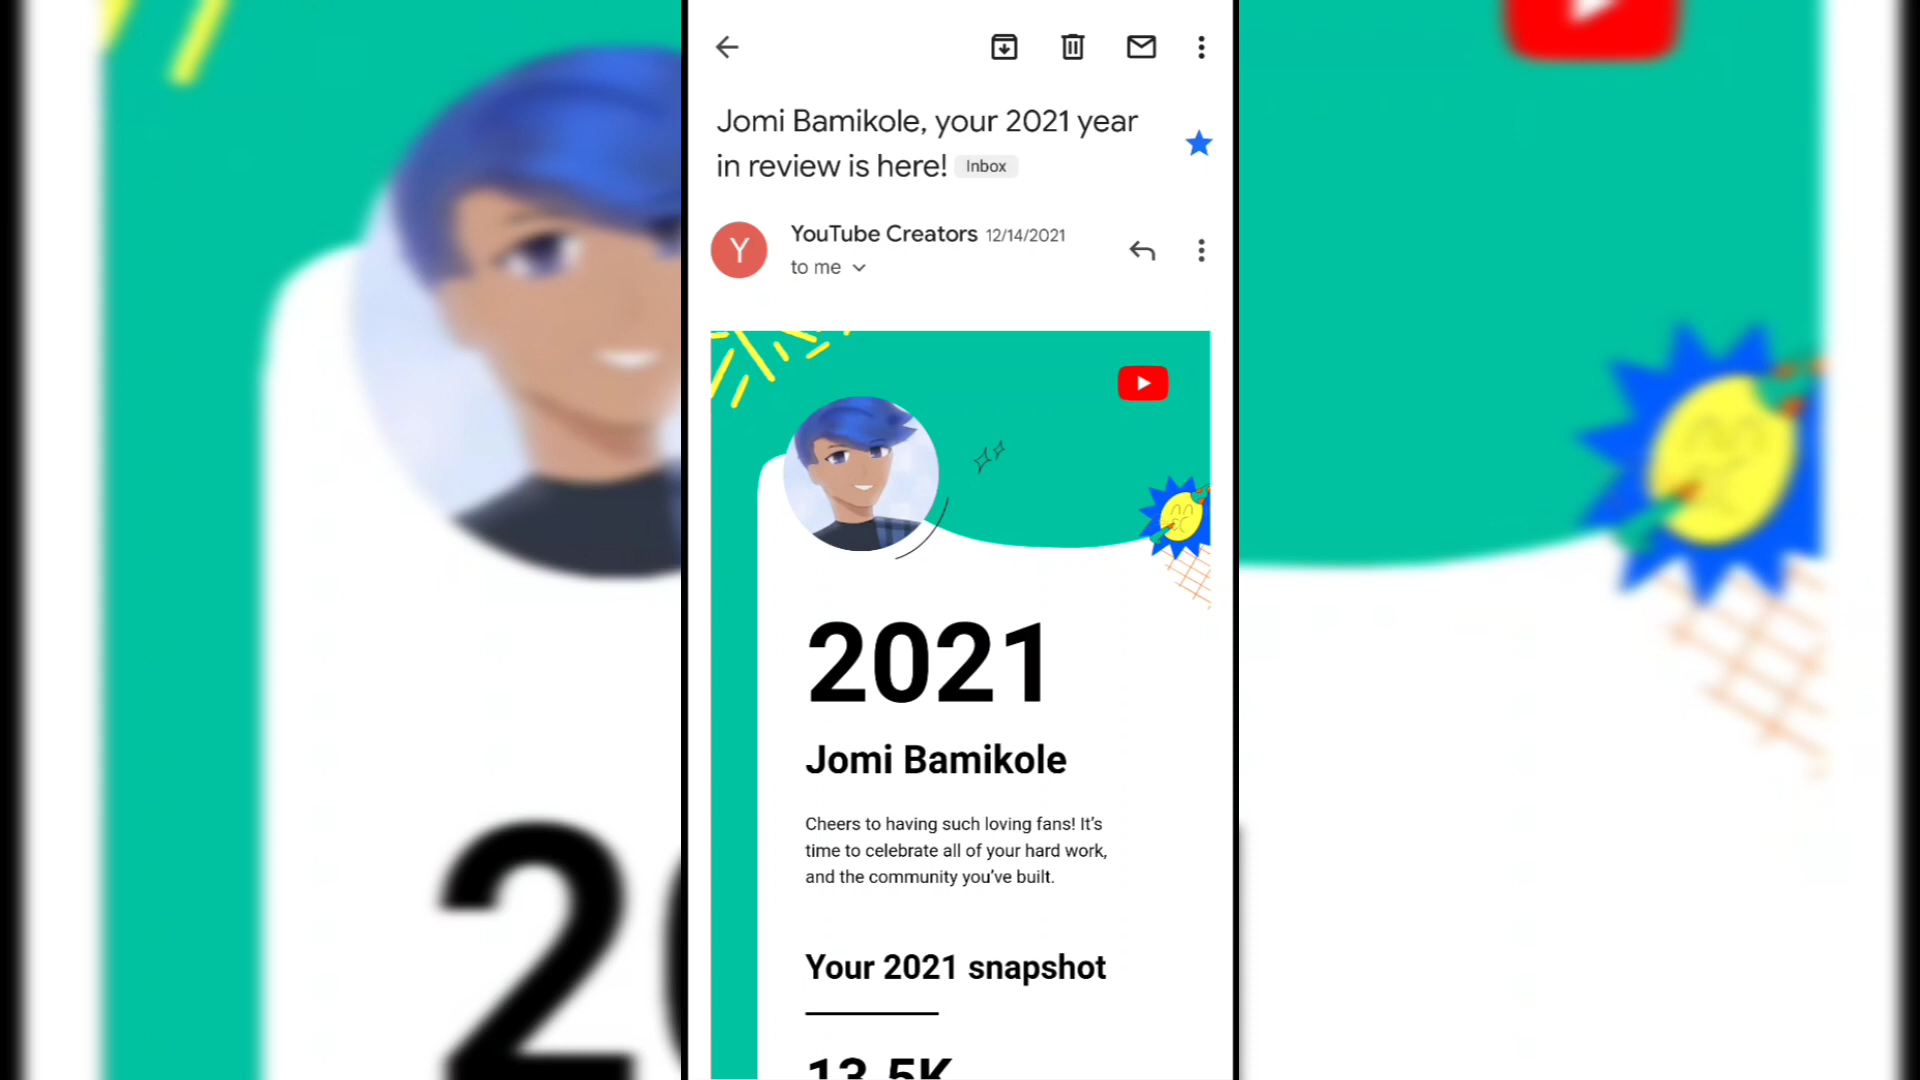 Jomi Bamikole, your 2021 year
in review is here! Inbox
Y
YouTube Creators 12/14/2021
to me
2021
Jomi Bamikole
Cheers to having such loving fans! It’s
time to celebrate all of your hard work,
and the community you’ve built.
Your 2021 snapshot
13.5K